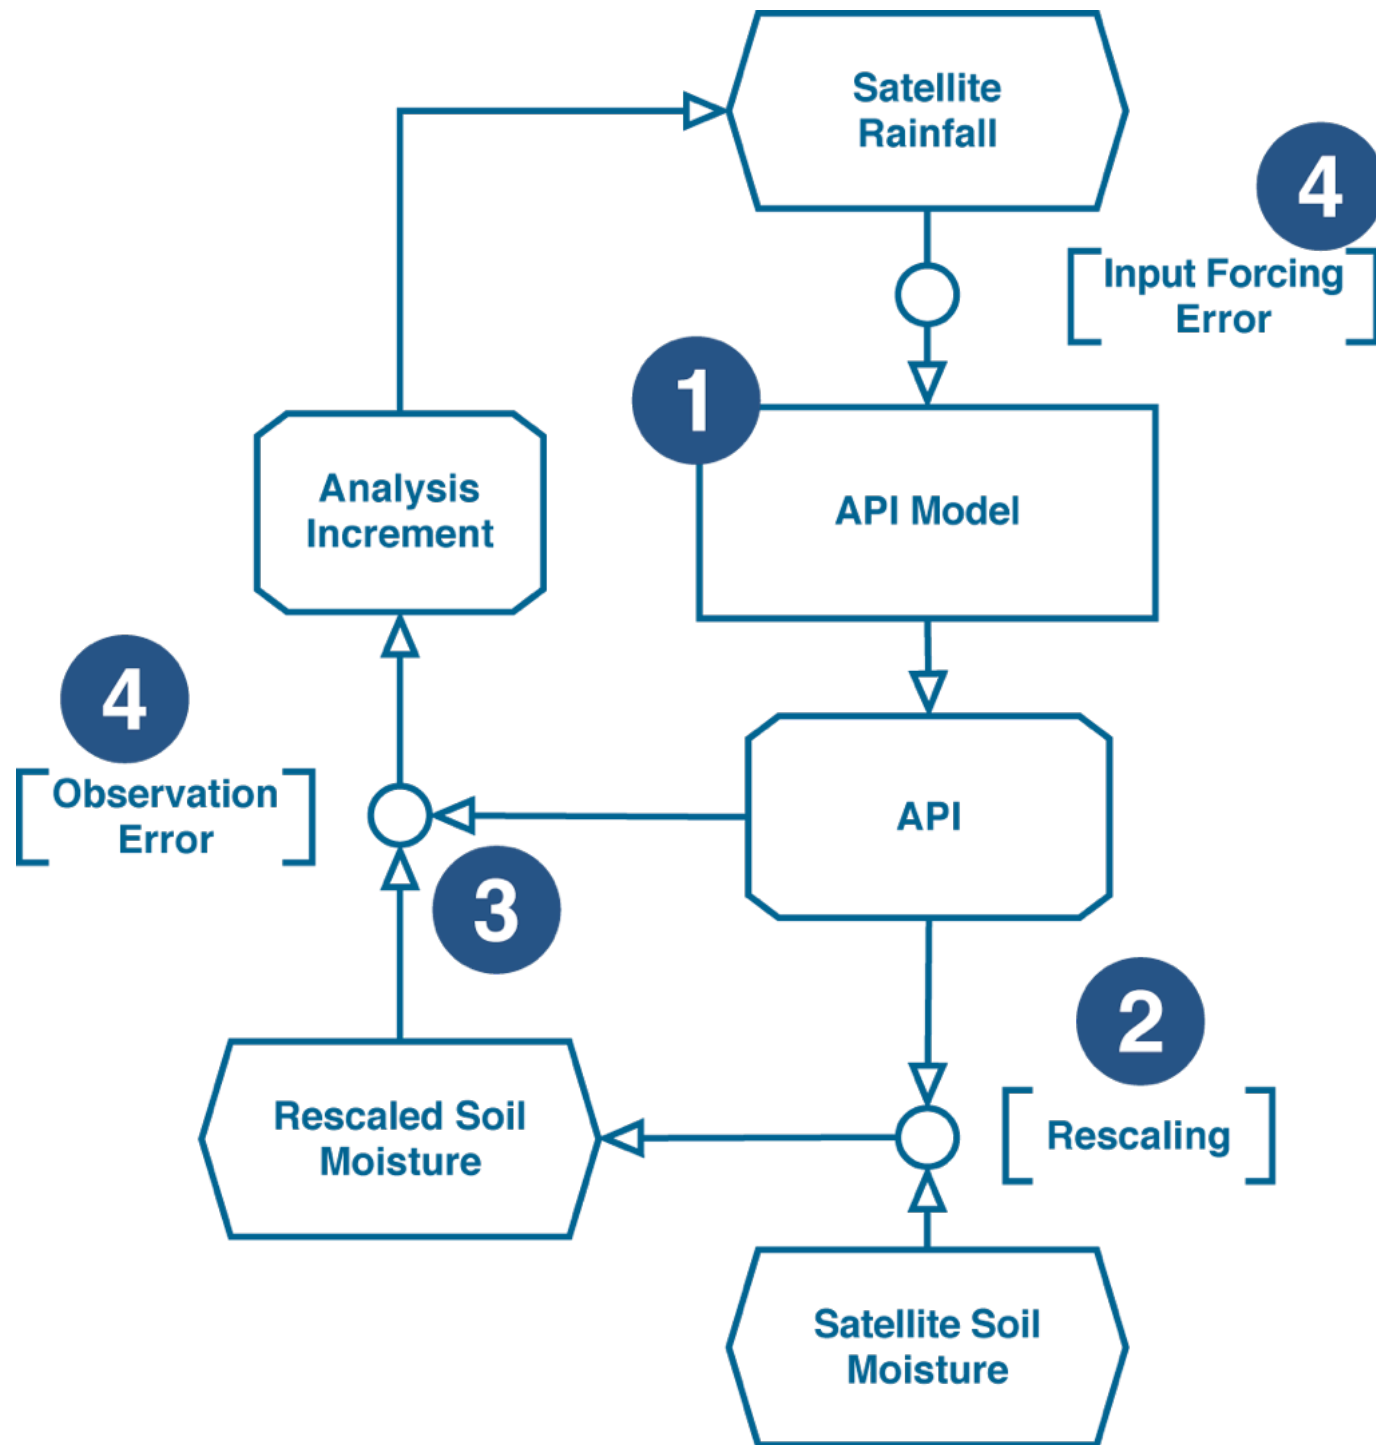 Satellite
Rainfall
4
Input Forcing
Error
1
API Model
Analysis
Increment
4
Observation
Error
API
3
2
Rescaling
Rescaled Soil
Moisture
Satellite Soil
Moisture